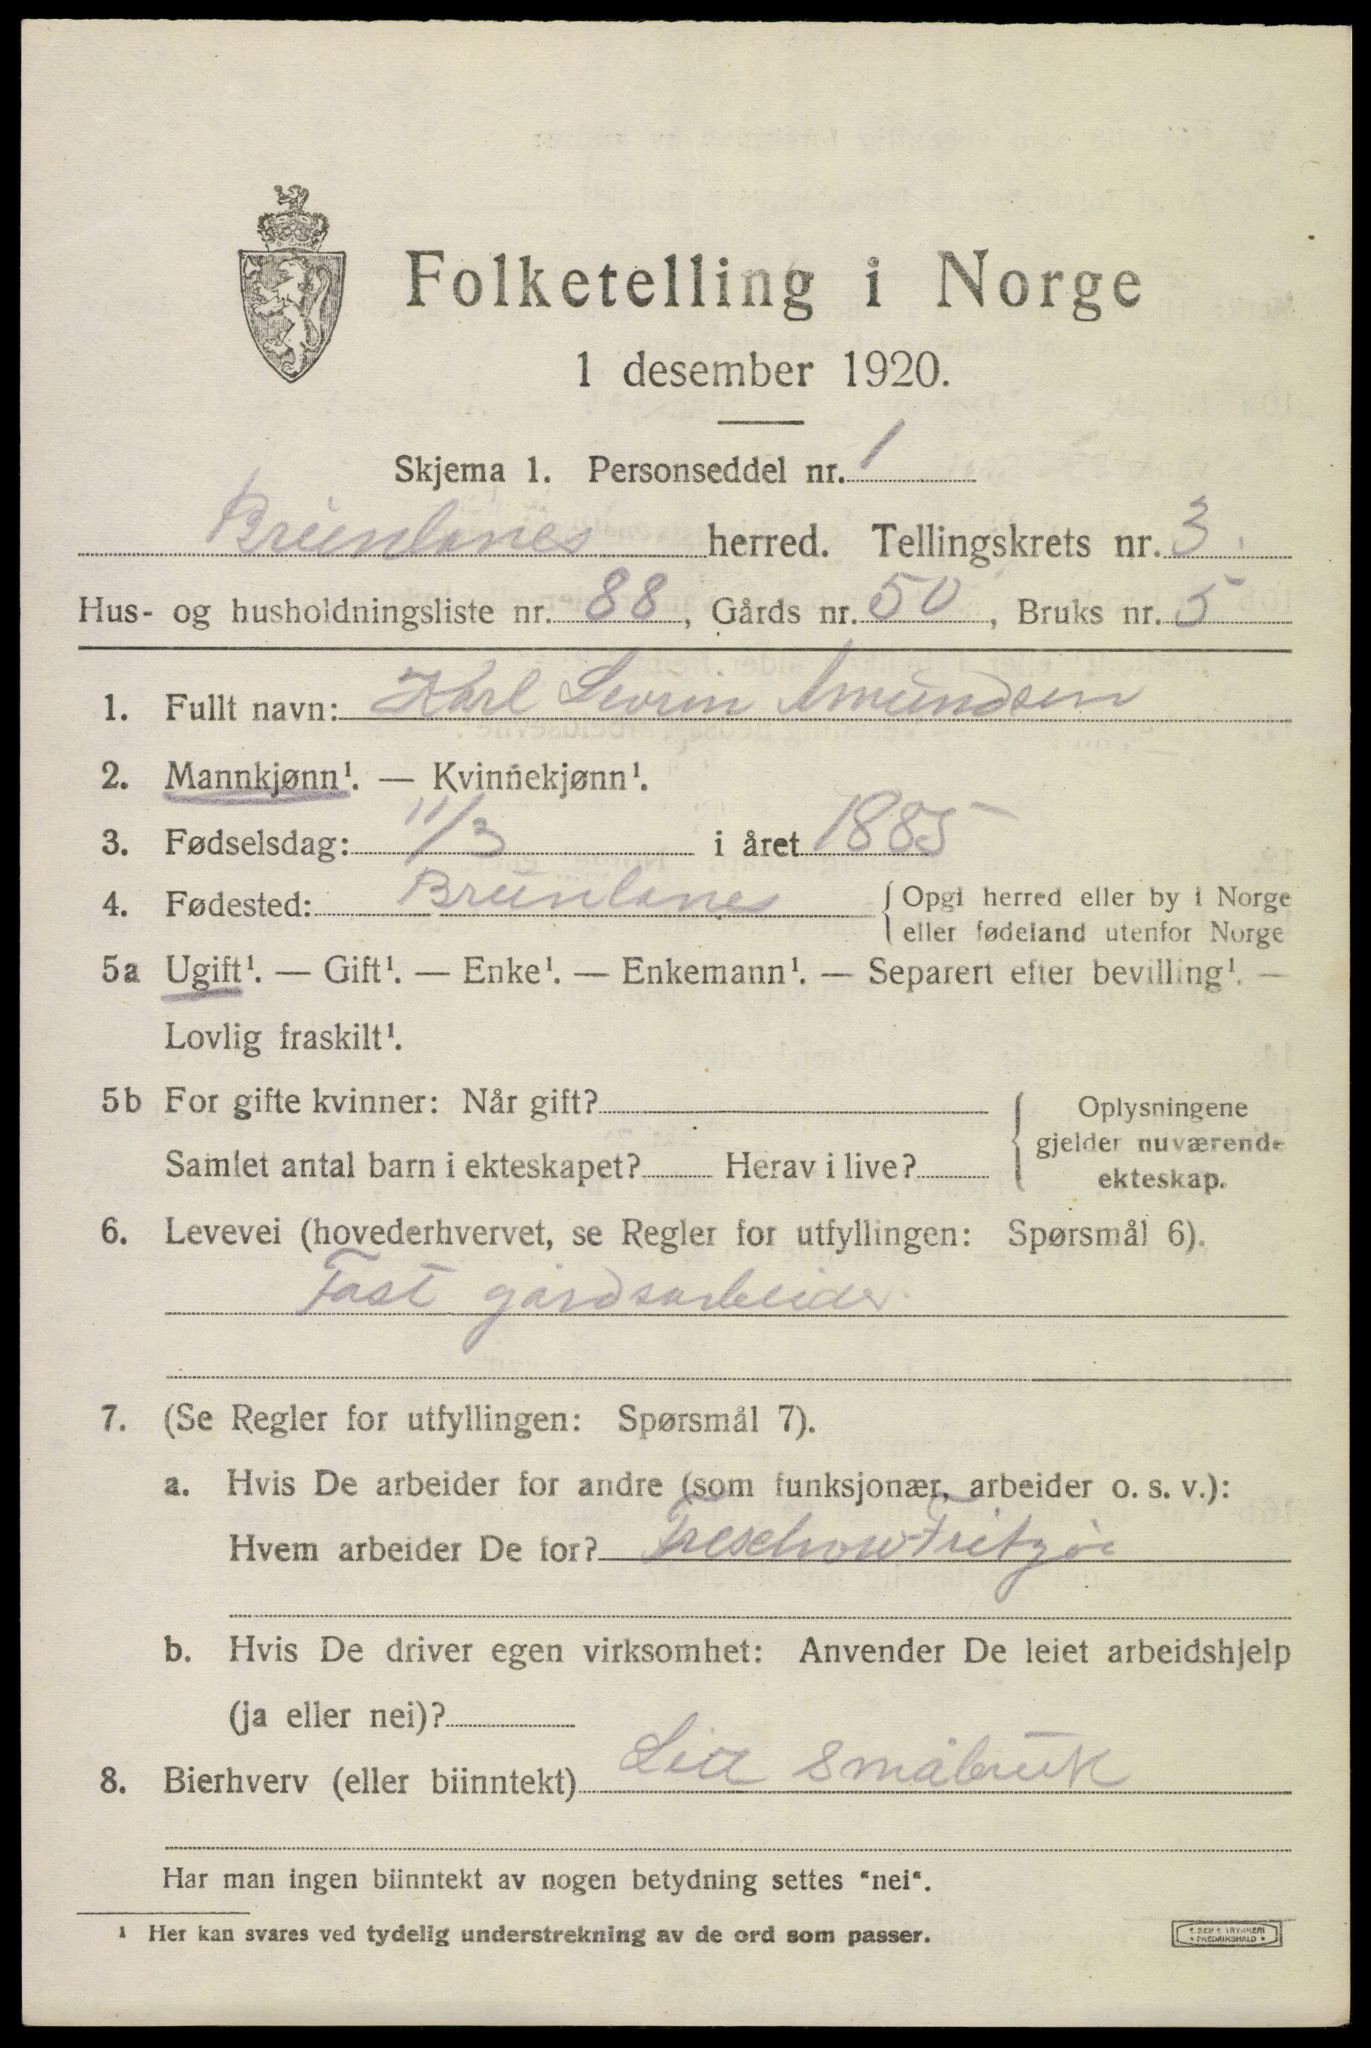 Folketelling i Norge
1 desember 1920.
Skjema 1. Personseddel nr. 1
Brunlanes herred. Tellingskrets nr. 3.
Hus- og husholdningsliste nr. 88, Gårds nr. 50, Bruks nr. 5
1. Fullt navn: Karl Sevrin Amundsen
2. Mannkjønn¹. — Kvinnekjønn¹.
3. Fødselsdag: 11/3 i året 1885
4. Fødested: Brunlanes { Opgi herred eller by i Norge
eller fødeland utenfor Norge
5a Ugift¹. — Gift¹. — Enke¹. — Enkemann¹. — Separert efter bevilling¹. —
Lovlig fraskilt¹.
5b For gifte kvinner: Når gift? { Oplysningene
gjelder nuværende
Samlet antal barn i ekteskapet? Herav i live? ekteskap.
6. Levevei (hovederhvervet, se Regler for utfyllingen: Spørsmål 6).
Fast gårdsarbeider.
7. (Se Regler for utfyllingen: Spørsmål 7).
a. Hvis De arbeider for andre (som funksjonær, arbeider o. s. v.):
Hvem arbeider De for? Treschow-Fritzøe
b. Hvis De driver egen virksomhet: Anvender De leiet arbeidshjelp
(ja eller nei)?
8. Bierhverv (eller biinntekt) Lite småbruk
Har man ingen biinntekt av nogen betydning settes "nei".
¹ Her kan svares ved tydelig understrekning av de ord som passer.